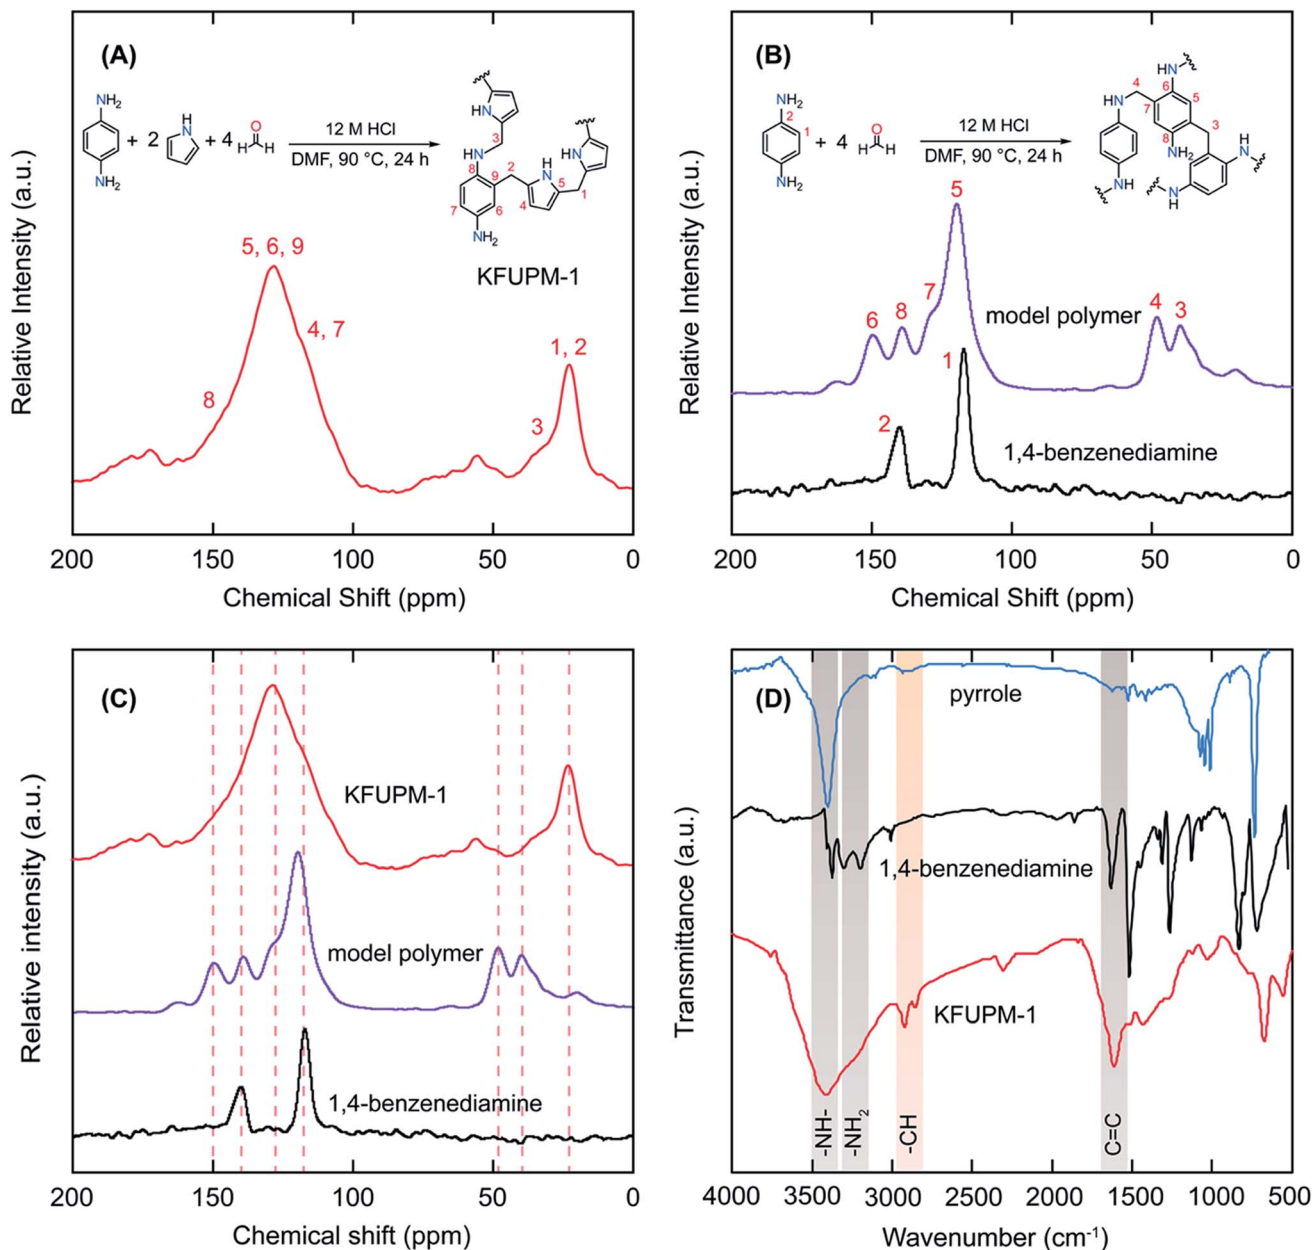 (A)
NH2
NH2
+ 2
H
N
+ 4
O
H H
12 M HCl
DMF, 90 °C, 24 h
HN
3
HN
8
9
2
H
N
5
4
1
HN
7
6
NH2
KFUPM-1
5, 6, 9
4, 7
8
1, 2
3
Relative Intensity (a.u.)
200 150 100 50 0
Chemical Shift (ppm)
(B)
NH2
2
1
NH2
+ 4
O
H H
12 M HCl
DMF, 90 °C, 24 h
HN
4
6
5
HN
7
3
8
NH2
HN
NH
NH
5
7
6
8
4
3
model polymer
1
2
1,4-benzenediamine
Relative Intensity (a.u.)
200 150 100 50 0
Chemical Shift (ppm)
(C)
KFUPM-1
model polymer
1,4-benzenediamine
Relative intensity (a.u.)
200 150 100 50 0
Chemical shift (ppm)
(D)
pyrrole
1,4-benzenediamine
KFUPM-1
-NH-
-NH2
-CH
C=C
Transmittance (a.u.)
4000 3500 3000 2500 2000 1500 1000 500
Wavenumber (cm-1)